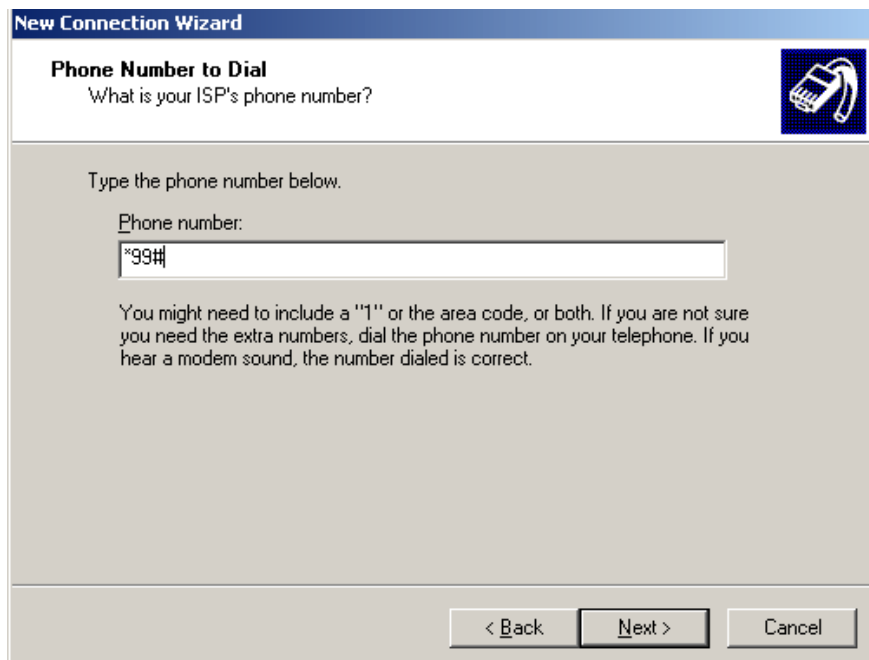 New Connection Wizard
Phone Number to Dial
What is your ISP's phone number?
Type the phone number below.
Phone number:
*99#
You might need to include a "1" or the area code, or both. If you are not sure
you need the extra numbers, dial the phone number on your telephone. If you
hear a modem sound, the number dialed is correct.
< Back
Next >
Cancel